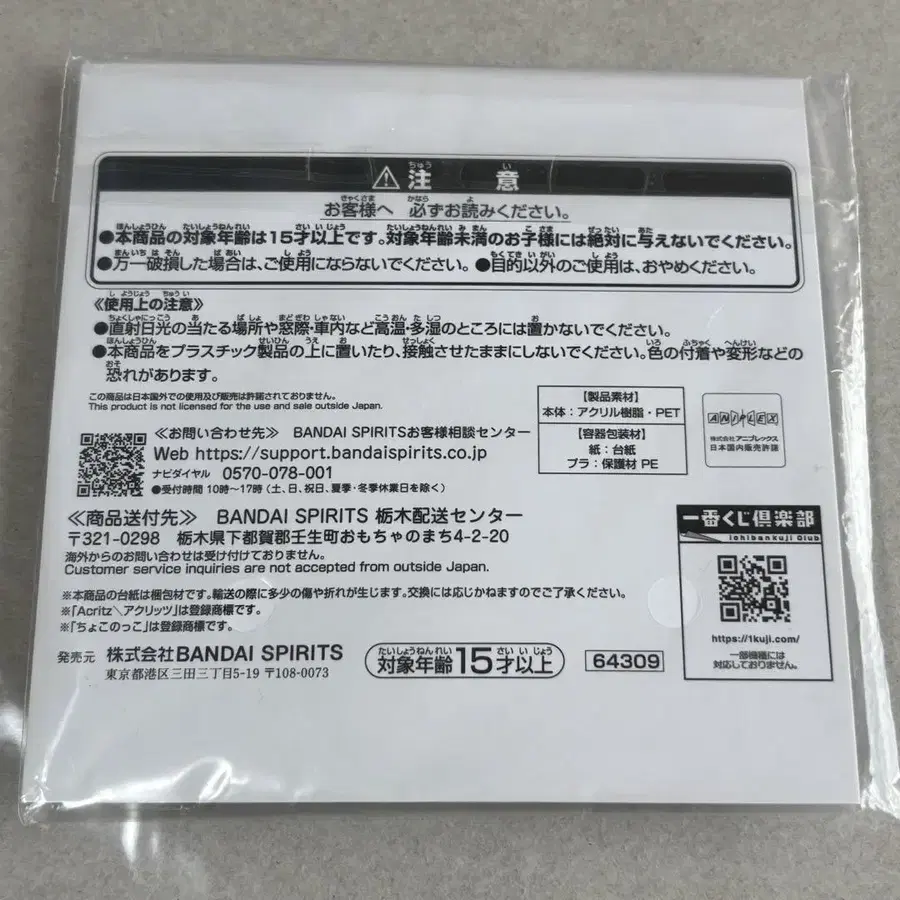 ⚠注 意
お客様へ 必ずお読みください。
●本商品の対象年齢は15才以上です。対象年齢未満のお子様には絶対に与えないでください。
●万一破損した場合は、ご使用にならないでください。●目的以外のご使用は、おやめください。
≪使用上の注意≫
●直射日光の当たる場所や窓際・車内など高温・多湿のところには置かないでください。
●本商品をプラスチック製品の上に置いたり、接触させたままにしないでください。色の付着や変形などの
恐れがあります。
この商品は日本国外での使用及び販売は許諾されておりません。
This product is not licensed for the use and sale outside Japan.
≪お問い合わせ先≫ BANDAI SPIRITSお客様相談センター
Web https://support.bandaispirits.co.jp
ナビダイヤル 0570-078-001
●受付時間 10時〜17時(土、日、祝日、夏季・冬季休業日を除く)
【製品素材】
本体:アクリル樹脂・PET
【容器包装材】
紙:台紙
プラ:保護材 PE
ANIPLEX
株式会社アニプレックス
日本国内販売許諾
≪商品送付先≫ BANDAI SPIRITS 栃木配送センター
〒321-0298 栃木県下都賀郡壬生町おもちゃのまち4-2-20
海外からのお問い合わせは受け付けておりません。
Customer service inquiries are not accepted from outside Japan.
※本商品の台紙は梱包材です。輸送の際に多少の傷や折れが生じます。交換には応じかねますのでご了承ください。
※「Acritz\アクリッツ」は登録商標です。
※「ちょこのっこ」は登録商標です。
発売元 株式会社BANDAI SPIRITS
東京都港区三田三丁目5-19 〒108-0073
対象年齢15才以上
64309
一番くじ倶楽部
ichibankuji Club
https://1kuji.com/
一部機種には
対応しておりません。